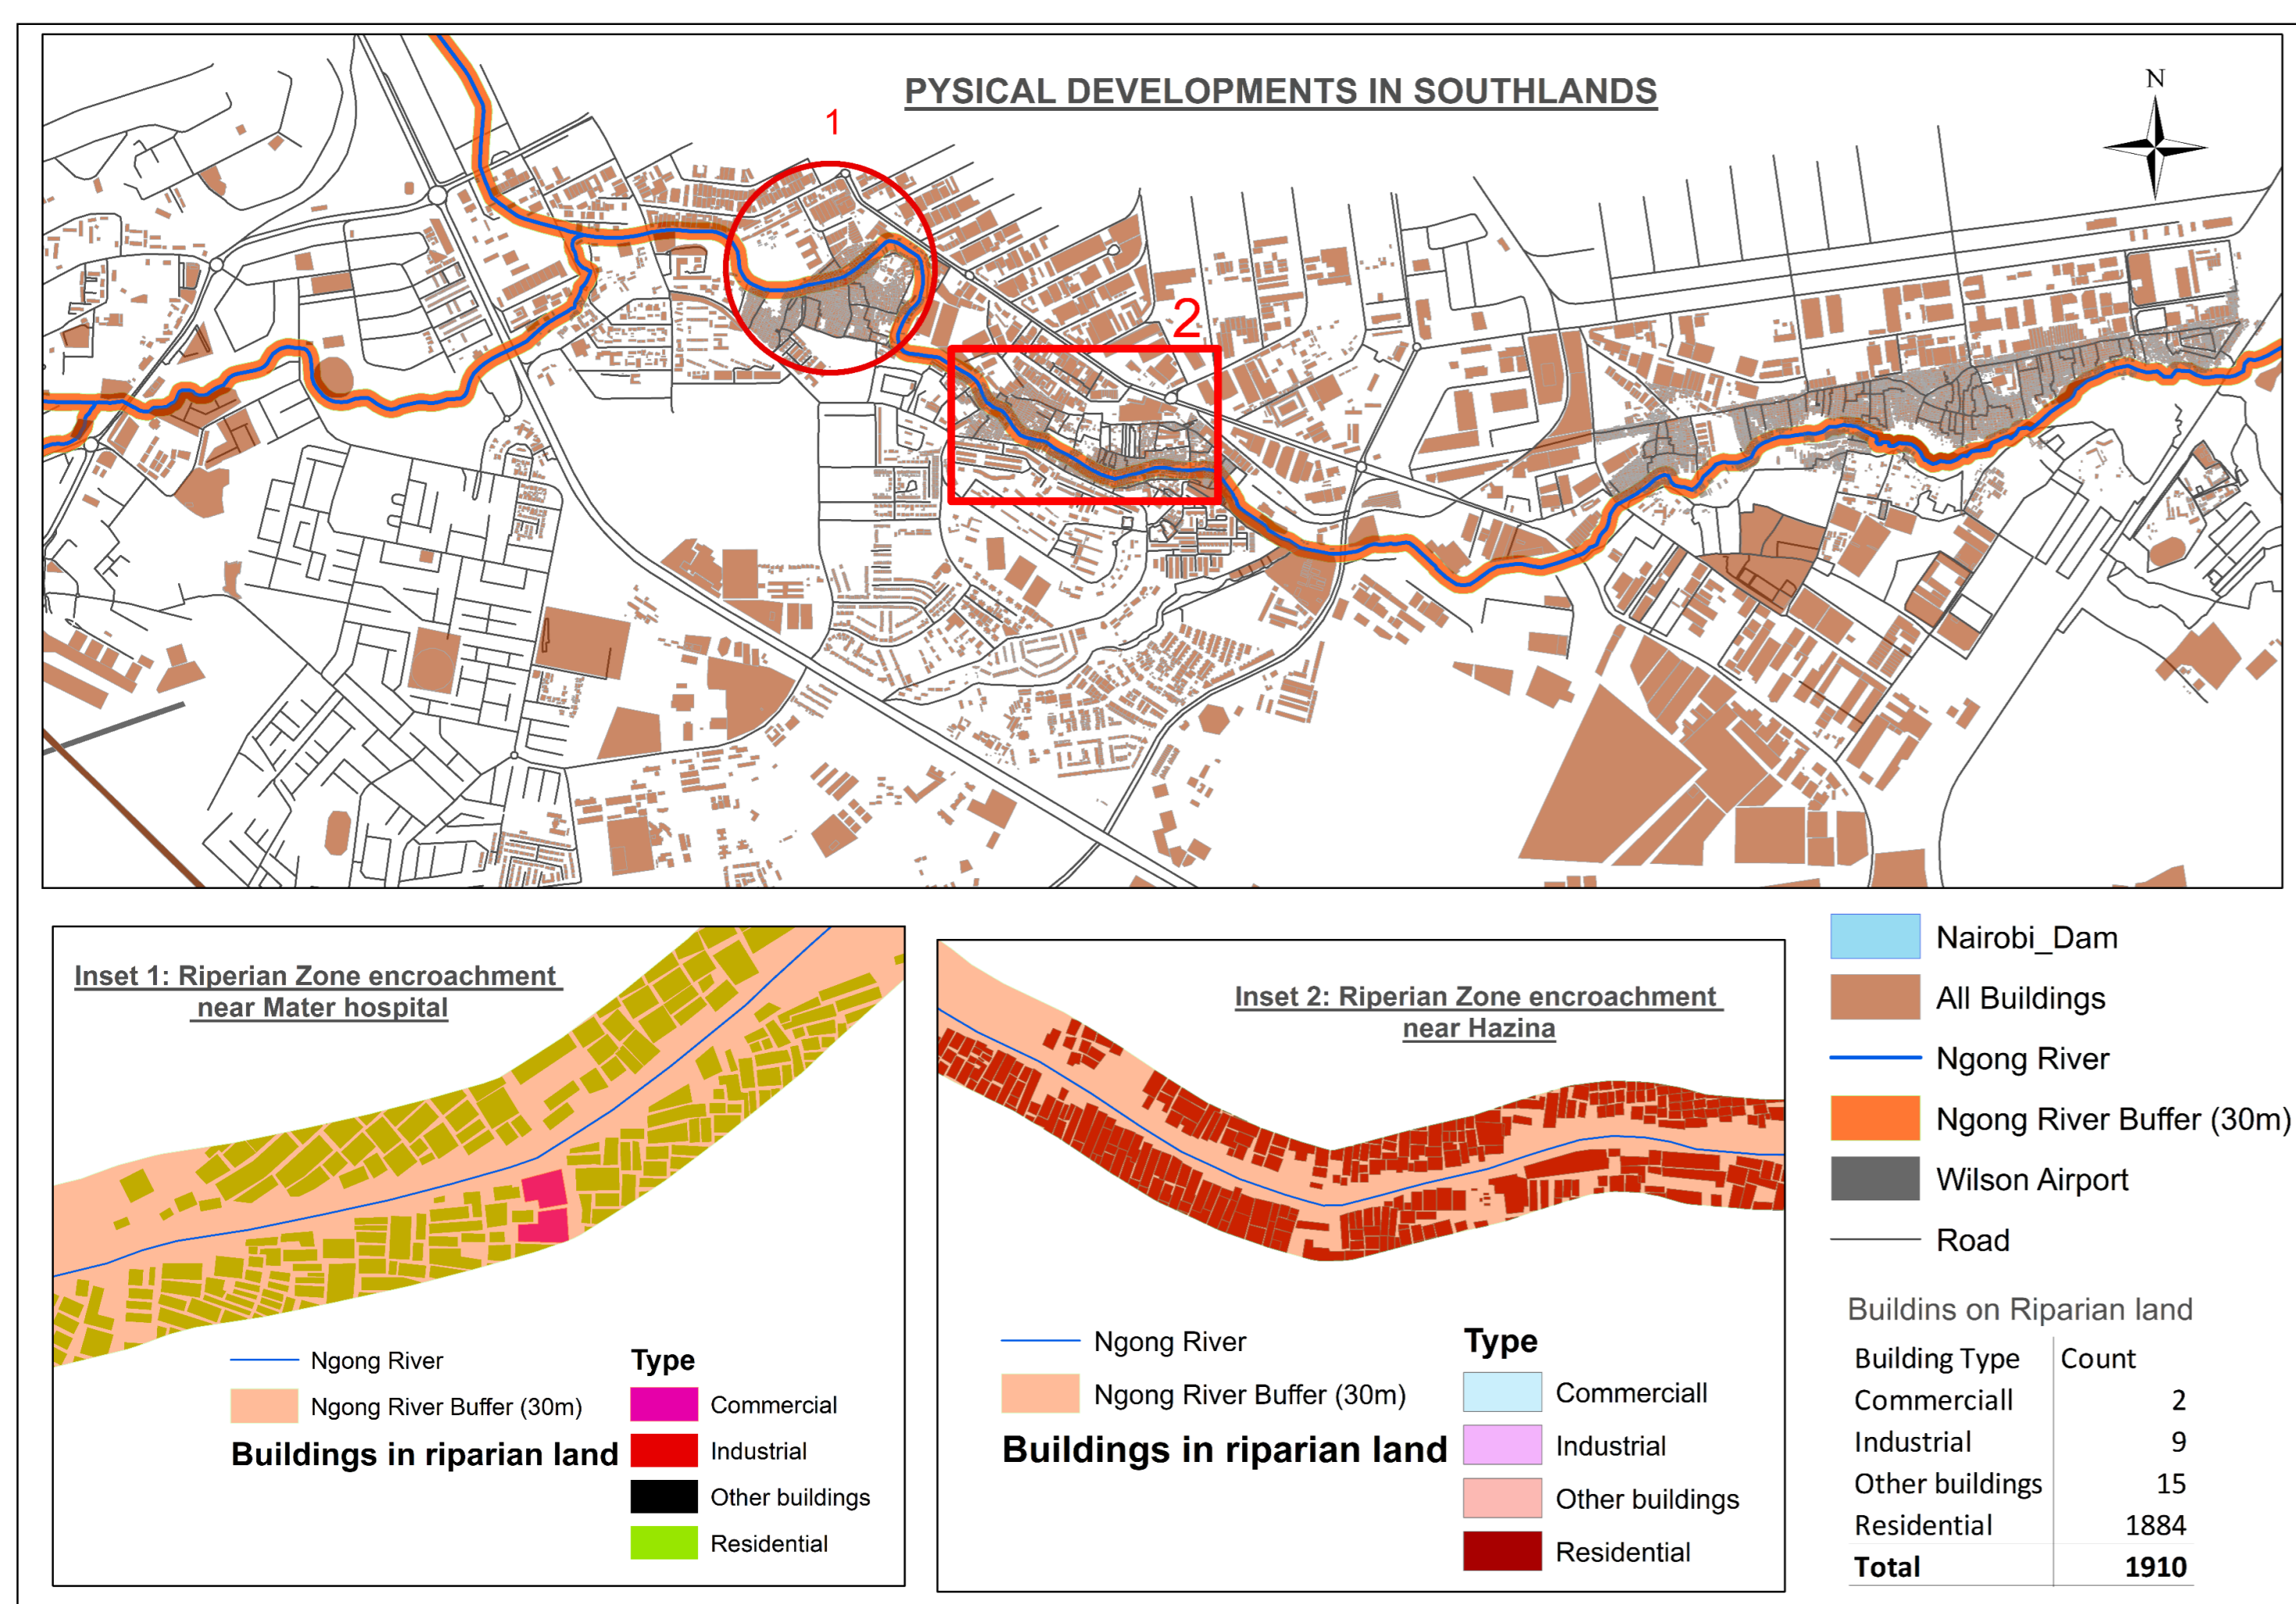 PYSICAL DEVELOPMENTS IN SOUTHLANDS
N
1
2
Inset 1: Riperian Zone encroachment
near Mater hospital
Ngong River
Ngong River Buffer (30m)
Buildings in riparian land
Type
Commercial
Industrial
Other buildings
Residential
Inset 2: Riperian Zone encroachment
near Hazina
Ngong River
Ngong River Buffer (30m)
Buildings in riparian land
Type
Commerciall
Industrial
Other buildings
Residential
Nairobi_Dam
All Buildings
Ngong River
Ngong River Buffer (30m)
Wilson Airport
Road
Buildins on Riparian land
Building Type Count
Commerciall 2
Industrial 9
Other buildings 15
Residential 1884
Total 1910